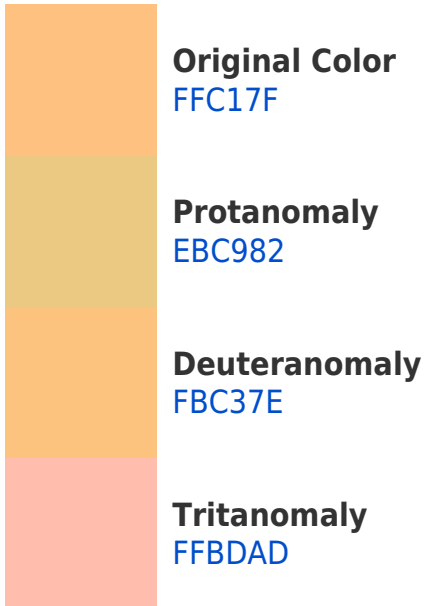 Original Color
FFC17F
Protanomaly
EBC982
Deuteranomaly
FBC37E
Tritanomaly
FFBDAD